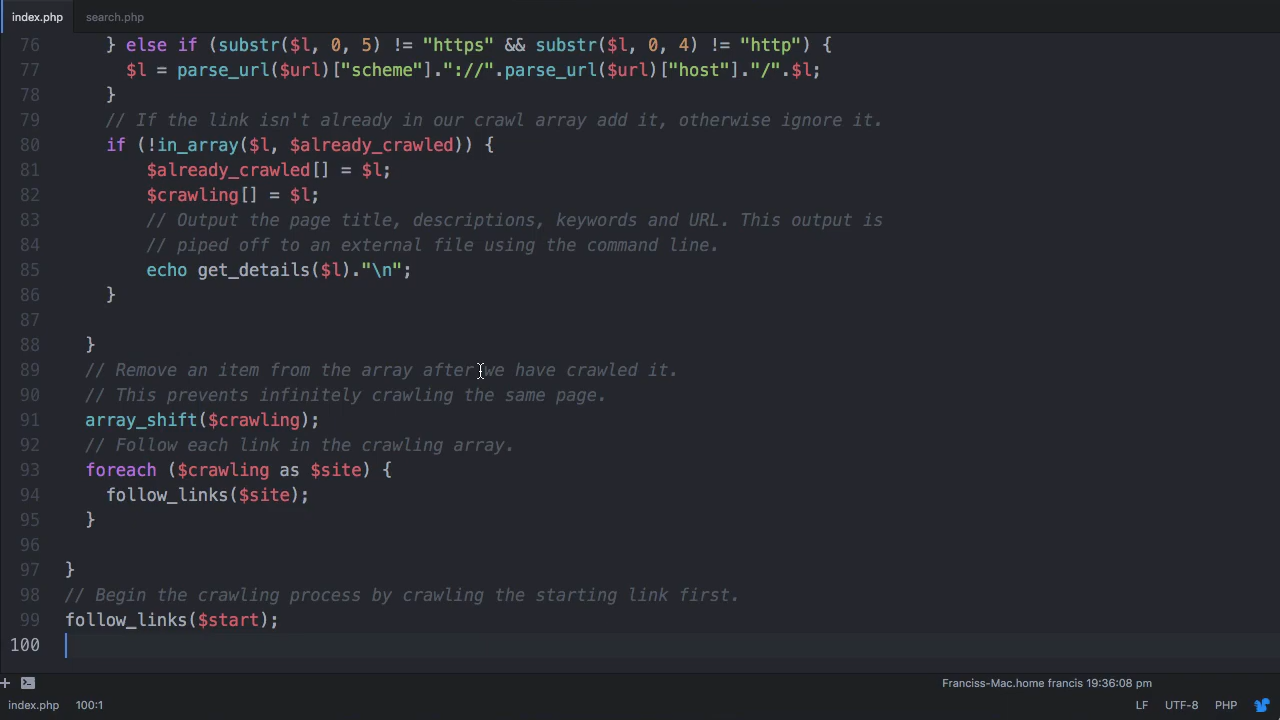 index.php search.php
76 } else if (substr($l, 0, 5) != "https" && substr($l, 0, 4) != "http") {
77 $l = parse_url($url)["scheme"]."://".parse_url($url)["host"]."/".$l;
78 }
79 // If the link isn't already in our crawl array add it, otherwise ignore it.
80 if (!in_array($l, $already_crawled)) {
81 $already_crawled[] = $l;
82 $crawling[] = $l;
83 // Output the page title, descriptions, keywords and URL. This output is
84 // piped off to an external file using the command line.
85 echo get_details($l)."\n";
86 }
87
88 }
89 // Remove an item from the array after we have crawled it.
90 // This prevents infinitely crawling the same page.
91 array_shift($crawling);
92 // Follow each link in the crawling array.
93 foreach ($crawling as $site) {
94 follow_links($site);
95 }
96
97 }
98 // Begin the crawling process by crawling the starting link first.
99 follow_links($start);
100
Franciss-Mac.home francis 19:36:08 pm
index.php 100:1 LF UTF-8 PHP